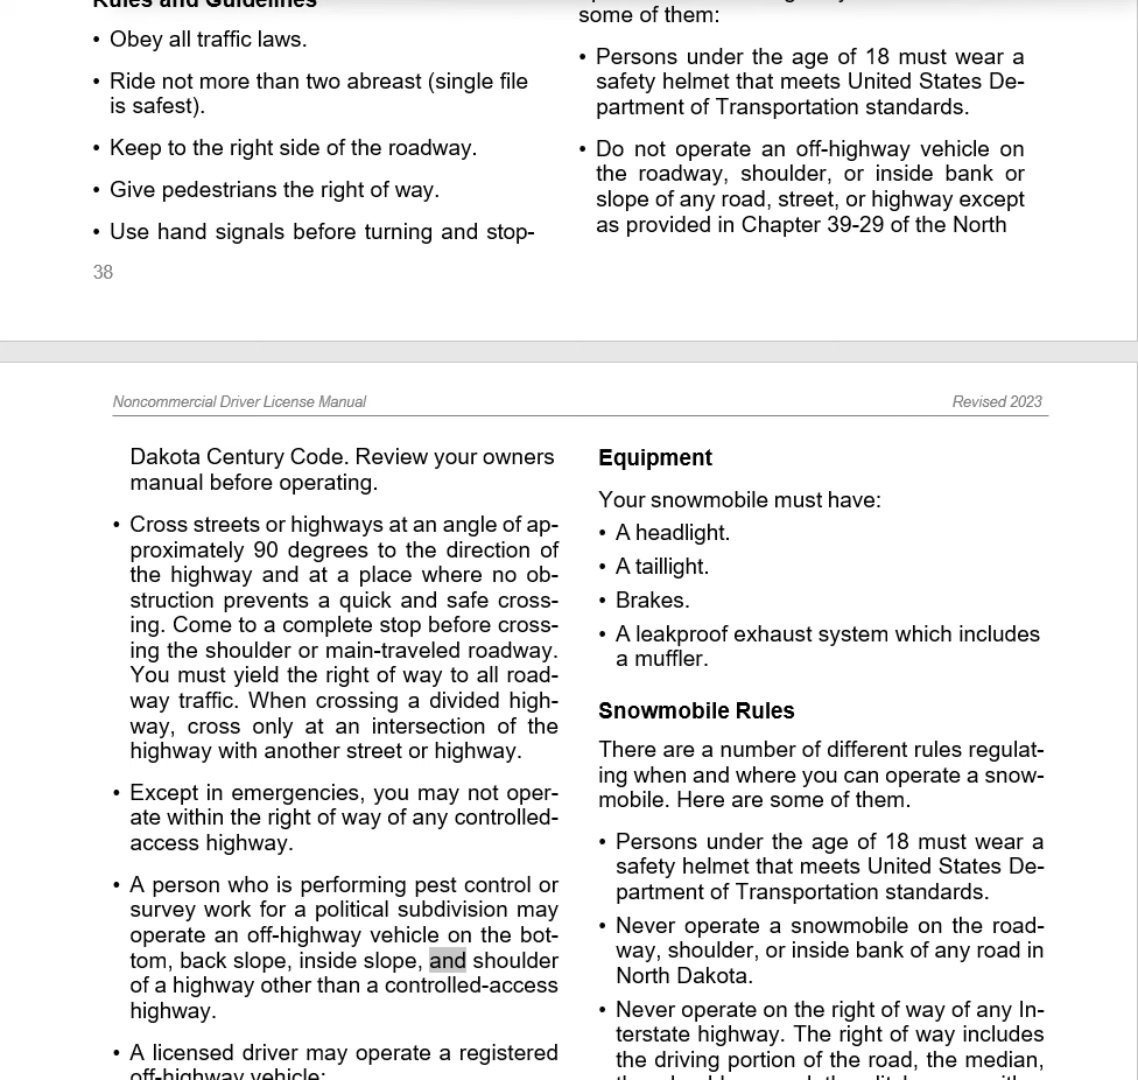 Rules and Guidelines
• Obey all traffic laws.
• Ride not more than two abreast (single file
is safest).
• Keep to the right side of the roadway.
• Give pedestrians the right of way.
• Use hand signals before turning and stop-
38
some of them:
• Persons under the age of 18 must wear a
safety helmet that meets United States De-
partment of Transportation standards.
• Do not operate an off-highway vehicle on
the roadway, shoulder, or inside bank or
slope of any road, street, or highway except
as provided in Chapter 39-29 of the North
Noncommercial Driver License Manual
Revised 2023
Dakota Century Code. Review your owners
manual before operating.
• Cross streets or highways at an angle of ap-
proximately 90 degrees to the direction of
the highway and at a place where no ob-
struction prevents a quick and safe cross-
ing. Come to a complete stop before cross-
ing the shoulder or main-traveled roadway.
You must yield the right of way to all road-
way traffic. When crossing a divided high-
way, cross only at an intersection of the
highway with another street or highway.
• Except in emergencies, you may not oper-
ate within the right of way of any controlled-
access highway.
• A person who is performing pest control or
survey work for a political subdivision may
operate an off-highway vehicle on the bot-
tom, back slope, inside slope, and shoulder
of a highway other than a controlled-access
highway.
• A licensed driver may operate a registered
off-highway vehicle:
Equipment
Your snowmobile must have:
• A headlight.
• A taillight.
• Brakes.
• A leakproof exhaust system which includes
a muffler.
Snowmobile Rules
There are a number of different rules regulat-
ing when and where you can operate a snow-
mobile. Here are some of them.
• Persons under the age of 18 must wear a
safety helmet that meets United States De-
partment of Transportation standards.
• Never operate a snowmobile on the road-
way, shoulder, or inside bank of any road in
North Dakota.
• Never operate on the right of way of any In-
terstate highway. The right of way includes
the driving portion of the road, the median,